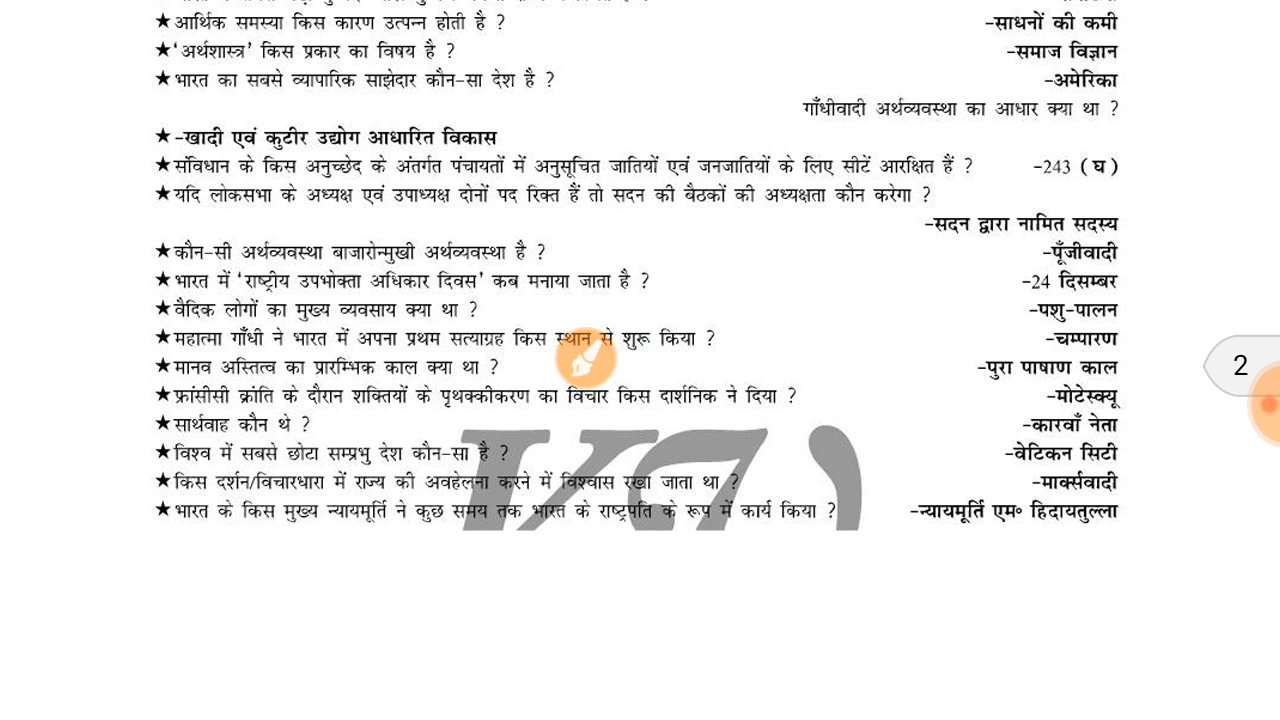 ★आर्थिक समस्या किस कारण उत्पन्न होती है ? -साधनों की कमी
★'अर्थशास्त्र' किस प्रकार का विषय है ? -समाज विज्ञान
★भारत का सबसे व्यापारिक साझेदार कौन-सा देश है ? -अमेरिका
गाँधीवादी अर्थव्यवस्था का आधार क्या था ?
★-खादी एवं कुटीर उद्योग आधारित विकास
★संविधान के किस अनुच्छेद के अंतर्गत पंचायतों में अनुसूचित जातियों एवं जनजातियों के लिए सीटें आरक्षित हैं ? -243 (घ)
★यदि लोकसभा के अध्यक्ष एवं उपाध्यक्ष दोनों पद रिक्त हैं तो सदन की बैठकों की अध्यक्षता कौन करेगा ?
-सदन द्वारा नामित सदस्य
★कौन-सी अर्थव्यवस्था बाजारोन्मुखी अर्थव्यवस्था है ? -पूँजीवादी
★भारत में 'राष्ट्रीय उपभोक्ता अधिकार दिवस' कब मनाया जाता है ? -24 दिसम्बर
★वैदिक लोगों का मुख्य व्यवसाय क्या था ? -पशु-पालन
★महात्मा गाँधी ने भारत में अपना प्रथम सत्याग्रह किस स्थान से शुरू किया ? -चम्पारण
★मानव अस्तित्व का प्रारम्भिक काल क्या था ? -पुरा पाषाण काल
★फ्रांसीसी क्रांति के दौरान शक्तियों के पृथक्कीकरण का विचार किस दार्शनिक ने दिया ? -मोटेस्क्यू
★सार्थवाह कौन थे ? -कारवाँ नेता
★विश्व में सबसे छोटा सम्प्रभु देश कौन-सा है ? -वेटिकन सिटी
★किस दर्शन/विचारधारा में राज्य की अवहेलना करने में विश्वास रखा जाता था ? -मार्क्सवादी
★भारत के किस मुख्य न्यायमूर्ति ने कुछ समय तक भारत के राष्ट्रपति के रूप में कार्य किया ? -न्यायमूर्ति एम० हिदायतुल्ला
2